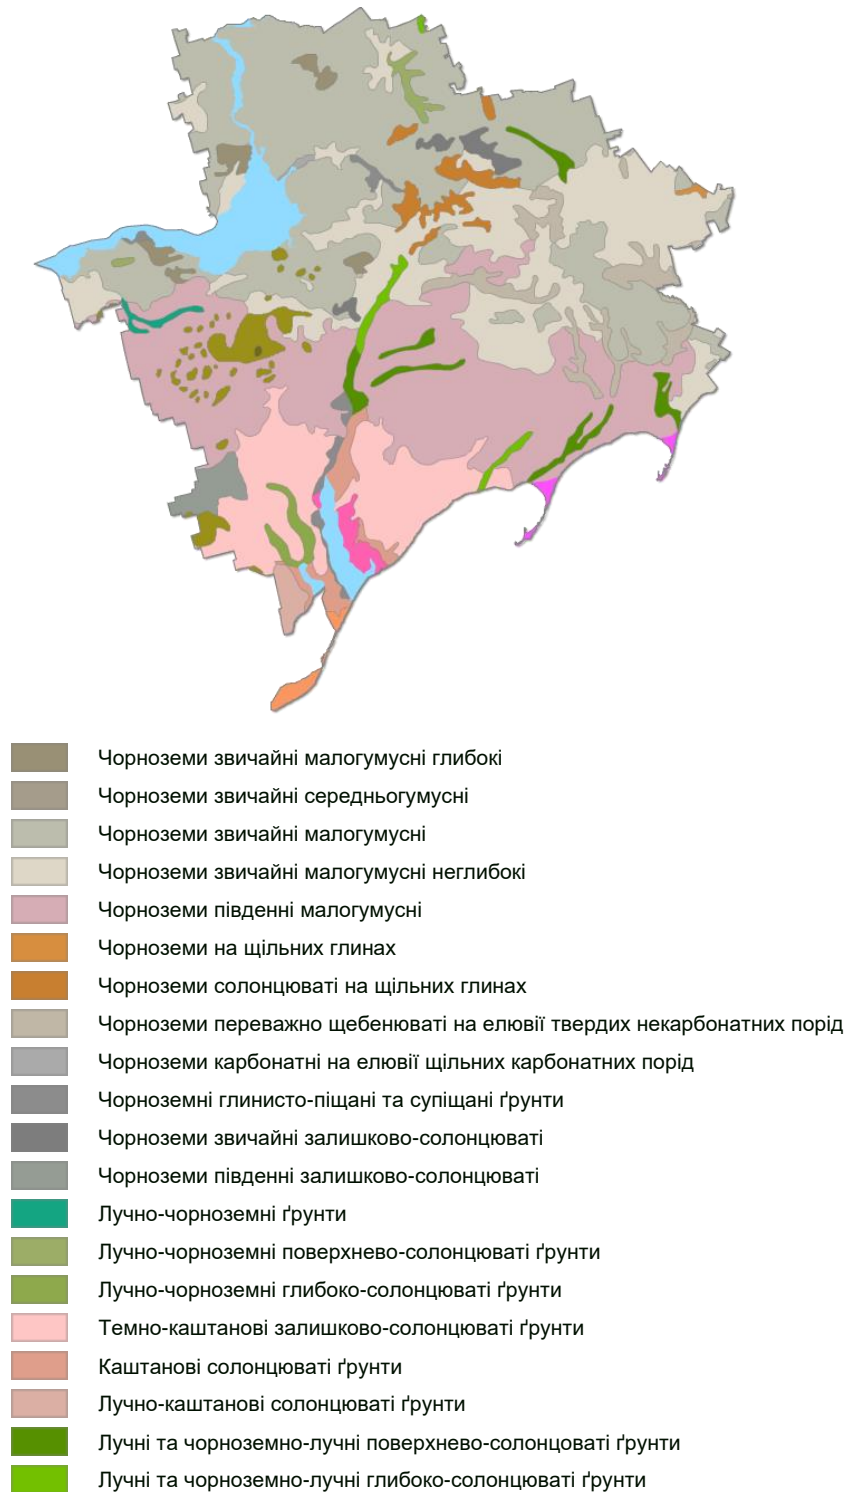 Чорноземи звичайні малогумусні глибокі
Чорноземи звичайні середньогумусні
Чорноземи звичайні малогумусні
Чорноземи звичайні малогумусні неглибокі
Чорноземи південні малогумусні
Чорноземи на щільних глинах
Чорноземи солонцюваті на щільних глинах
Чорноземи переважно щебенюваті на елювії твердих некарбонатних порід
Чорноземи карбонатні на елювії щільних карбонатних порід
Чорноземні глинисто-піщані та супіщані ґрунти
Чорноземи звичайні залишково-солонцюваті
Чорноземи південні залишково-солонцюваті
Лучно-чорноземні ґрунти
Лучно-чорноземні поверхнево-солонцюваті ґрунти
Лучно-чорноземні глибоко-солонцюваті ґрунти
Темно-каштанові залишково-солонцюваті ґрунти
Каштанові солонцюваті ґрунти
Лучно-каштанові солонцюваті ґрунти
Лучні та чорноземно-лучні поверхнево-солонцоваті ґрунти
Лучні та чорноземно-лучні глибоко-солонцюваті ґрунти